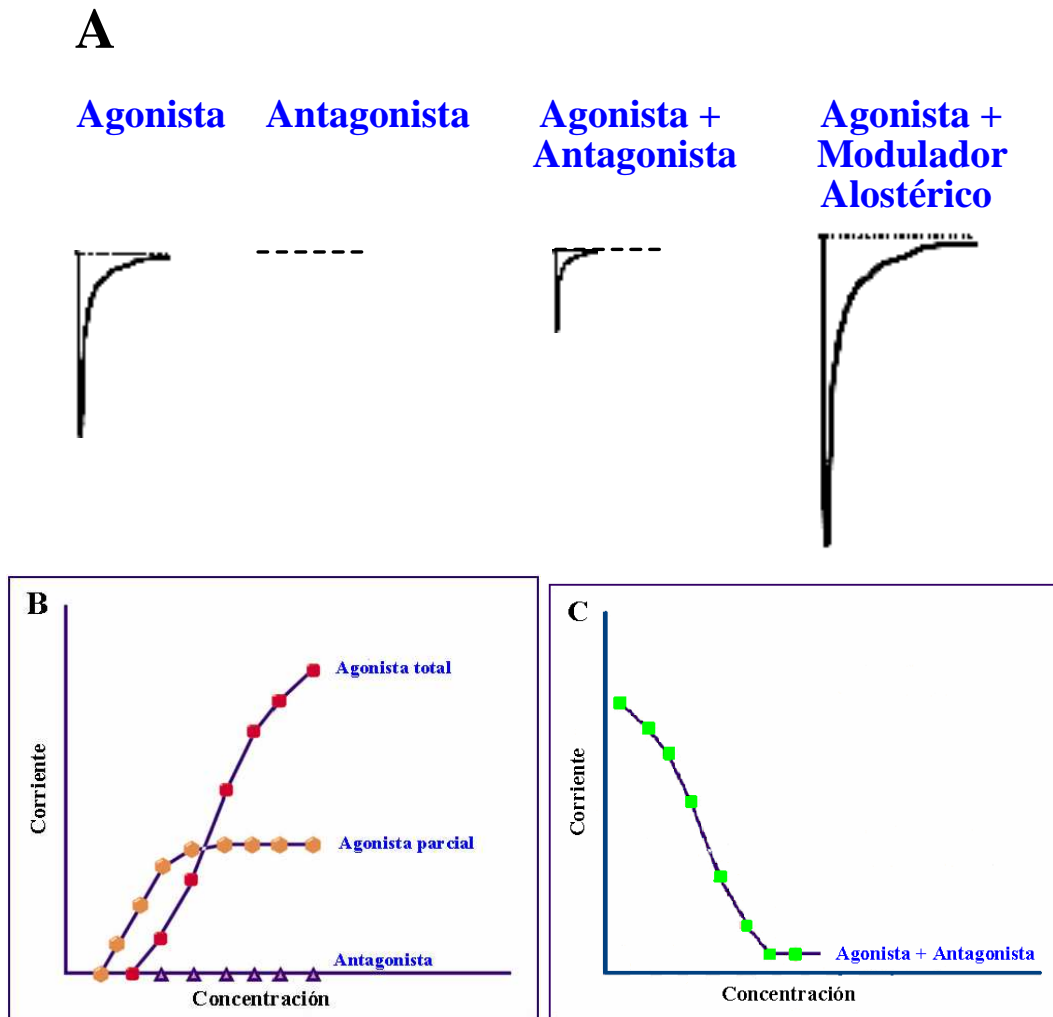 A
Agonista
Antagonista
Agonista +
Antagonista
Agonista +
Modulador
Alostérico
B
Corriente
Agonista total
Agonista parcial
Antagonista
Concentración
C
Corriente
Agonista + Antagonista
Concentración